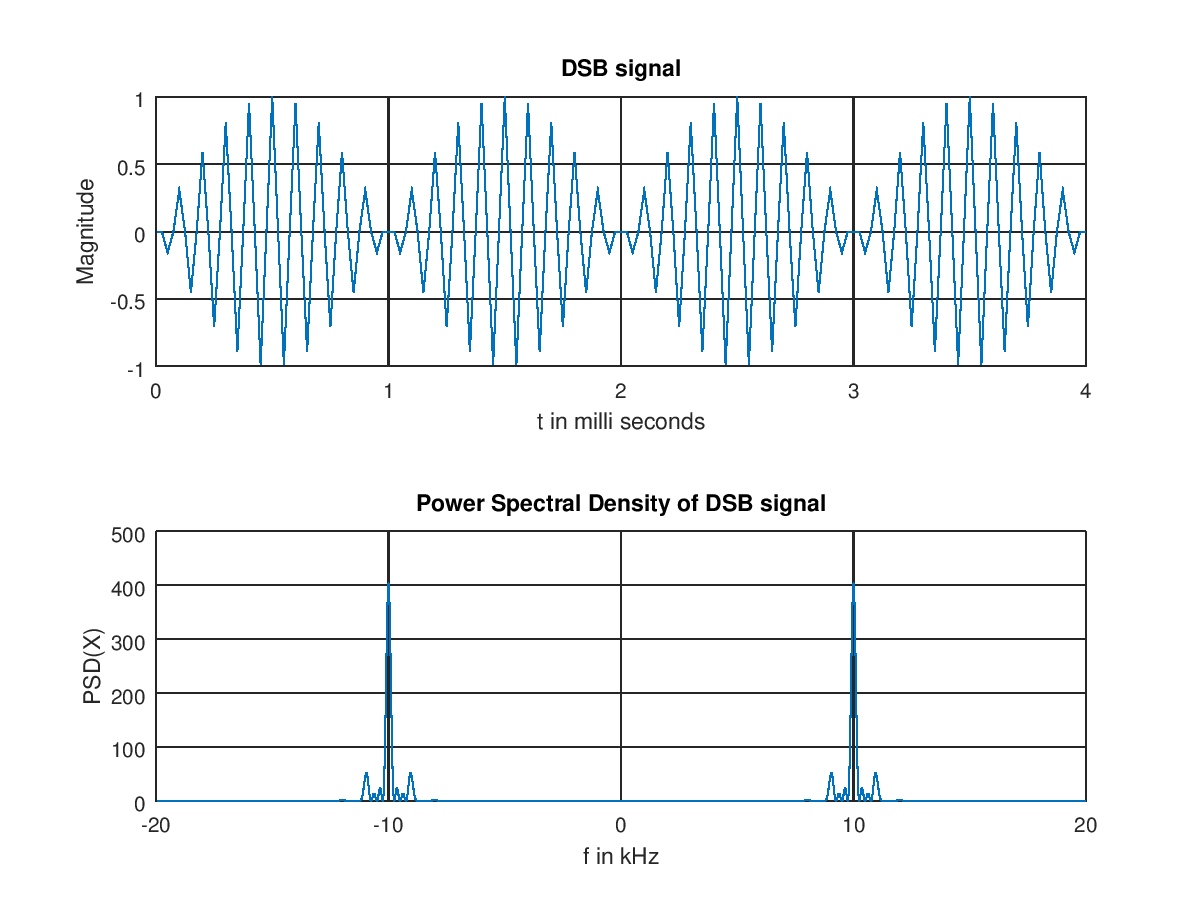 DSB signal
1
0.5
0
-0.5
-1
Magnitude
0 1 2 3 4
t in milli seconds
Power Spectral Density of DSB signal
500
400
300
200
100
0
PSD(X)
-20 -10 0 10 20
f in kHz